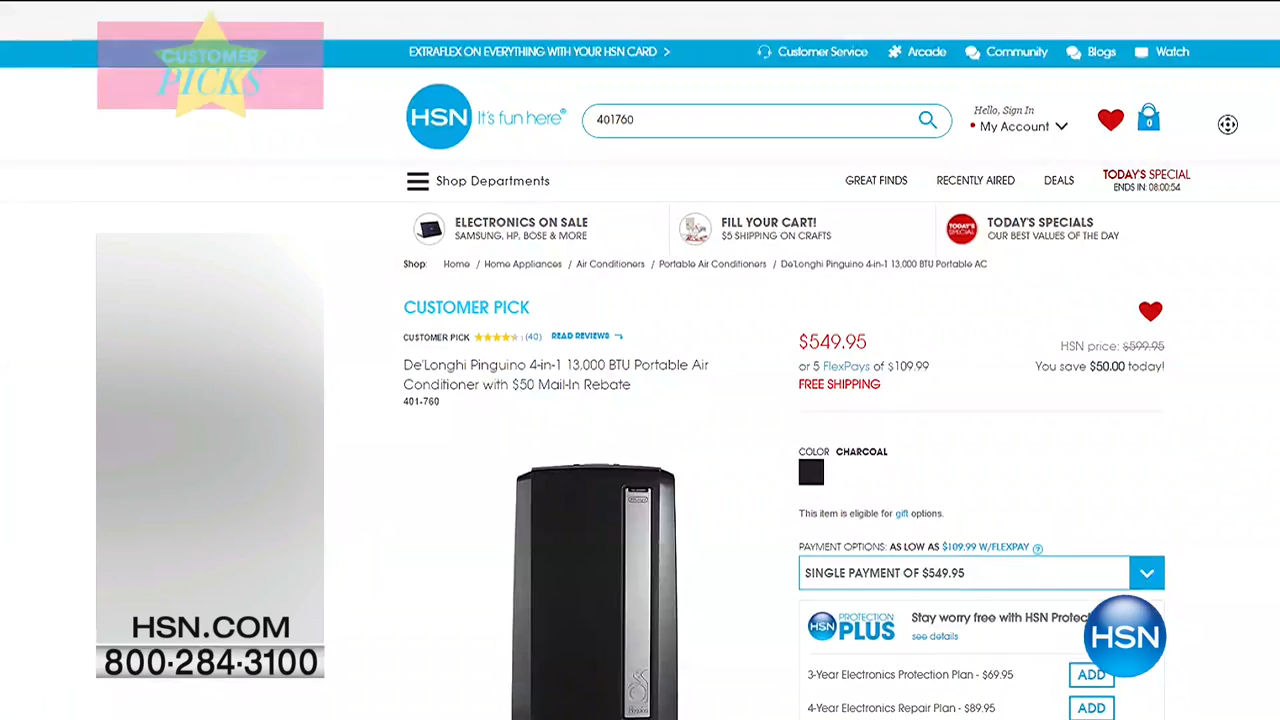 CUSTOMER
PICKS
EXTRAFLEX ON EVERYTHING WITH YOUR HSN CARD >
Customer Service
Arcade
Community
Blogs
Watch
HSN It's fun here®
401760
Hello, Sign In
My Account
0
Shop Departments
GREAT FINDS
RECENTLY AIRED
DEALS
TODAY'S SPECIAL
ENDS IN: 08:00:54
ELECTRONICS ON SALE
SAMSUNG, HP, BOSE & MORE
FILL YOUR CART!
$5 SHIPPING ON CRAFTS
TODAY'S SPECIAL
TODAY'S SPECIALS
OUR BEST VALUES OF THE DAY
Shop: Home / Home Appliances / Air Conditioners / Portable Air Conditioners / De'Longhi Pinguino 4-in-1 13,000 BTU Portable AC
CUSTOMER PICK
CUSTOMER PICK (40) READ REVIEWS
De'Longhi Pinguino 4-in-1 13,000 BTU Portable Air
Conditioner with $50 Mail-In Rebate
401-760
$549.95
HSN price: $599.95
or 5 FlexPays of $109.99
You save $50.00 today!
FREE SHIPPING
COLOR CHARCOAL
This item is eligible for gift options.
PAYMENT OPTIONS: AS LOW AS $109.99 W/FLEXPAY ?
SINGLE PAYMENT OF $549.95
HSN PROTECTION PLUS
Stay worry free with HSN Protec
see details
HSN
3-Year Electronics Protection Plan - $69.95
ADD
4-Year Electronics Repair Plan - $89.95
ADD
HSN.COM
800-284-3100